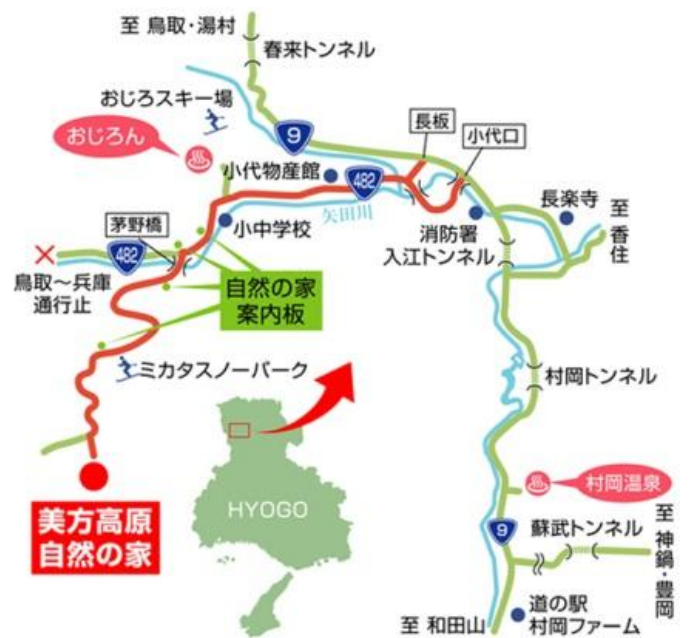 至 鳥取・湯村
春来トンネル
おじろスキー場
9
長板
小代口
おじろん
小代物産館
482
矢田川
長楽寺
至 香住
茅野橋
小中学校
消防署
入江トンネル
482
鳥取〜兵庫
通行止
自然の家
案内板
ミカタスノーパーク
村岡トンネル
HYOGO
村岡温泉
美方高原
自然の家
9
蘇武トンネル
至 神鍋・豊岡
道の駅
村岡ファーム
至 和田山